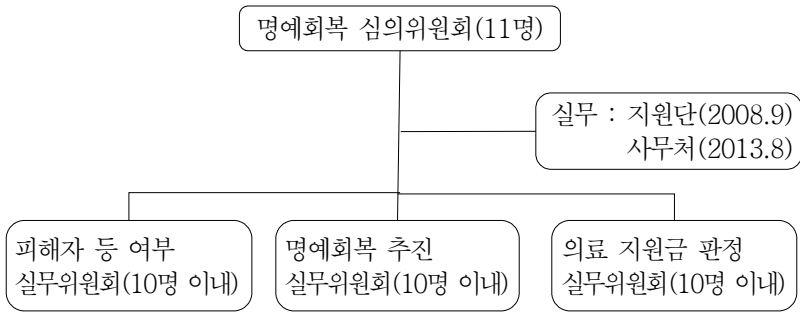 명예회복 심의위원회(11명)
실무 : 지원단(2008.9)
사무처(2013.8)
피해자 등 여부
실무위원회(10명 이내)
명예회복 추진
실무위원회(10명 이내)
의료 지원금 판정
실무위원회(10명 이내)